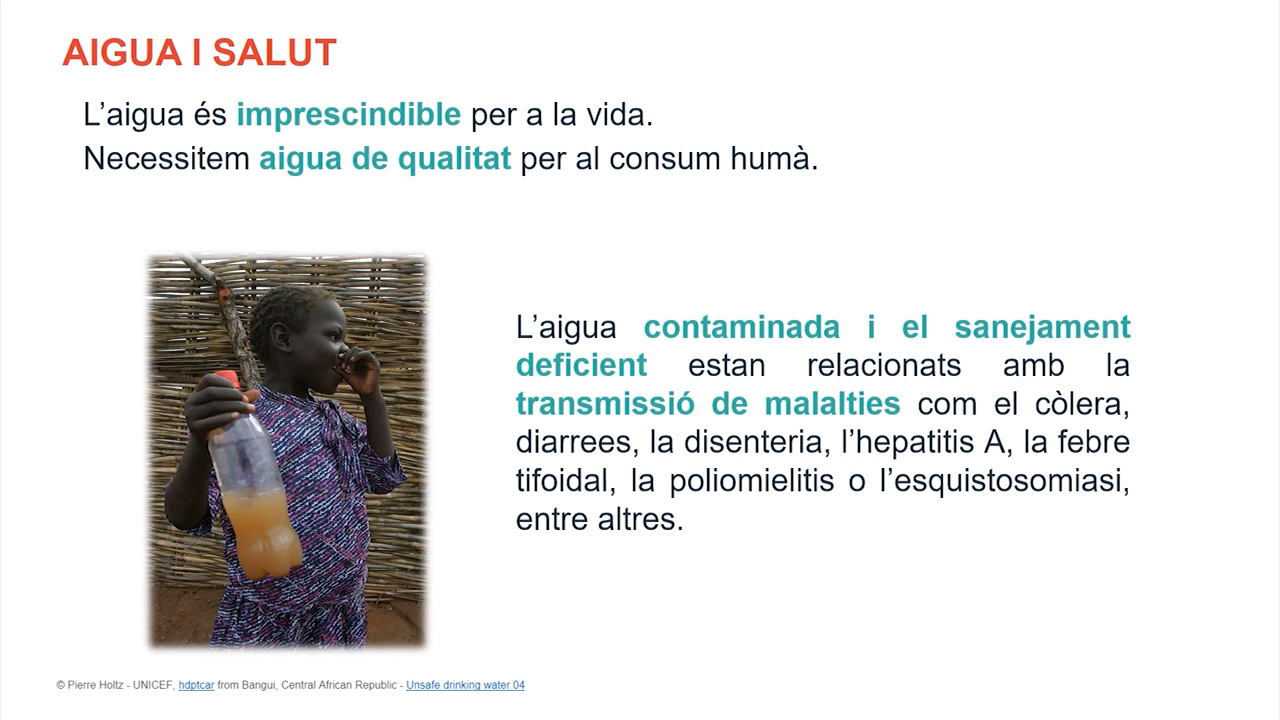 AIGUA I SALUT
L’aigua és imprescindible per a la vida.
Necessitem aigua de qualitat per al consum humà.
L’aigua contaminada i el sanejament
deficient estan relacionats amb la
transmissió de malalties com el còlera,
diarrees, la disenteria, l’hepatitis A, la febre
tifoidal, la poliomielitis o l’esquistosomiasi,
entre altres.
© Pierre Holtz - UNICEF, hdptcar from Bangui, Central African Republic - Unsafe drinking water 04